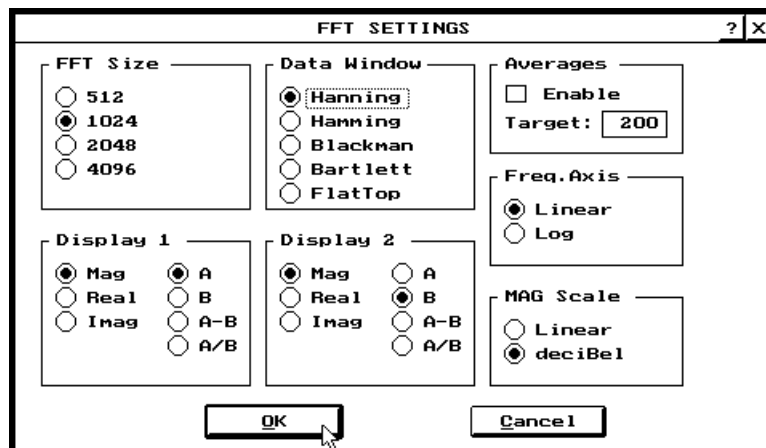 FFT SETTINGS
? X
FFT Size
512
1024
2048
4096
Data Window
Hanning
Hamming
Blackman
Bartlett
FlatTop
Averages
Enable
Target: 200
Freq.Axis
Linear
Log
Display 1
Mag
Real
Imag
A
B
A-B
A/B
Display 2
Mag
Real
Imag
A
B
A-B
A/B
MAG Scale
Linear
deciBel
OK
Cancel